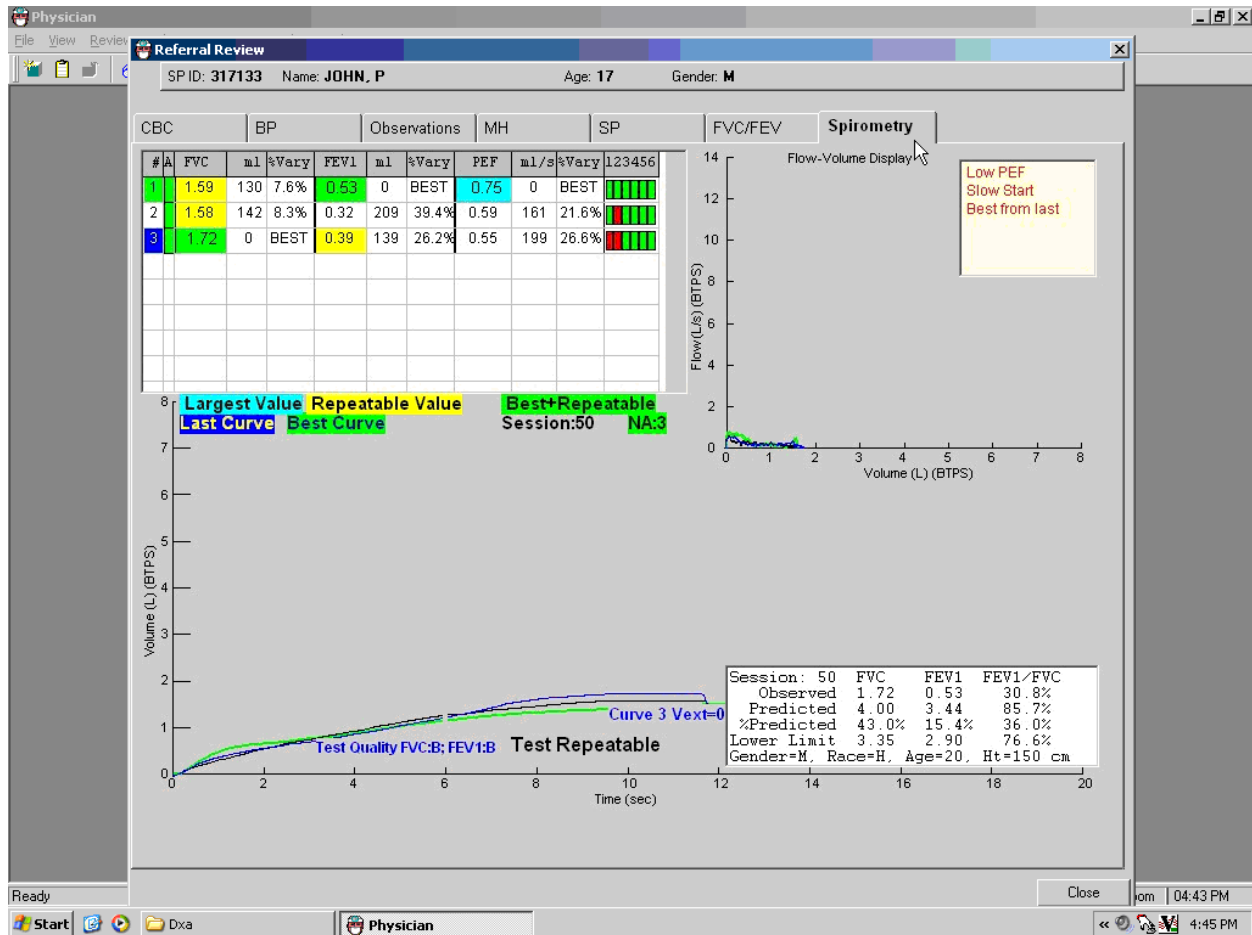 Physician
File View Review
Referral Review
SP ID: 317133 Name: JOHN, P Age: 17 Gender: M
CBC BP Observations MH SP FVC/FEV Spirometry
# A FVC ml %Vary FEV1 ml %Vary PEF ml/s %Vary 123456
1 1.59 130 7.6% 0.53 0 BEST 0.75 0 BEST
2 1.58 142 8.3% 0.32 209 39.4% 0.59 161 21.6%
3 1.72 0 BEST 0.39 139 26.2% 0.55 199 26.6%
Largest Value Repeatable Value Best+Repeatable
Last Curve Best Curve Session:50 NA:3
8
7
6
5
4
3
2
1
0
Volume (L) (BTPS)
0 2 4 6 8 10 12 14 16 18 20
Time (sec)
Test Quality FVC:B; FEV1:B Test Repeatable
Curve 3 Vext=0
Flow-Volume Display
14
12
10
8
6
4
2
0
Flow(L/s) (BTPS)
0 1 2 3 4 5 6 7 8
Volume (L) (BTPS)
Low PEF
Slow Start
Best from last
Session: 50 FVC FEV1 FEV1/FVC
Observed 1.72 0.53 30.8%
Predicted 4.00 3.44 85.7%
%Predicted 43.0% 15.4% 36.0%
Lower Limit 3.35 2.90 76.6%
Gender=M, Race=H, Age=20, Ht=150 cm
Close
Ready 04:43 PM
Start Dxa Physician 4:45 PM